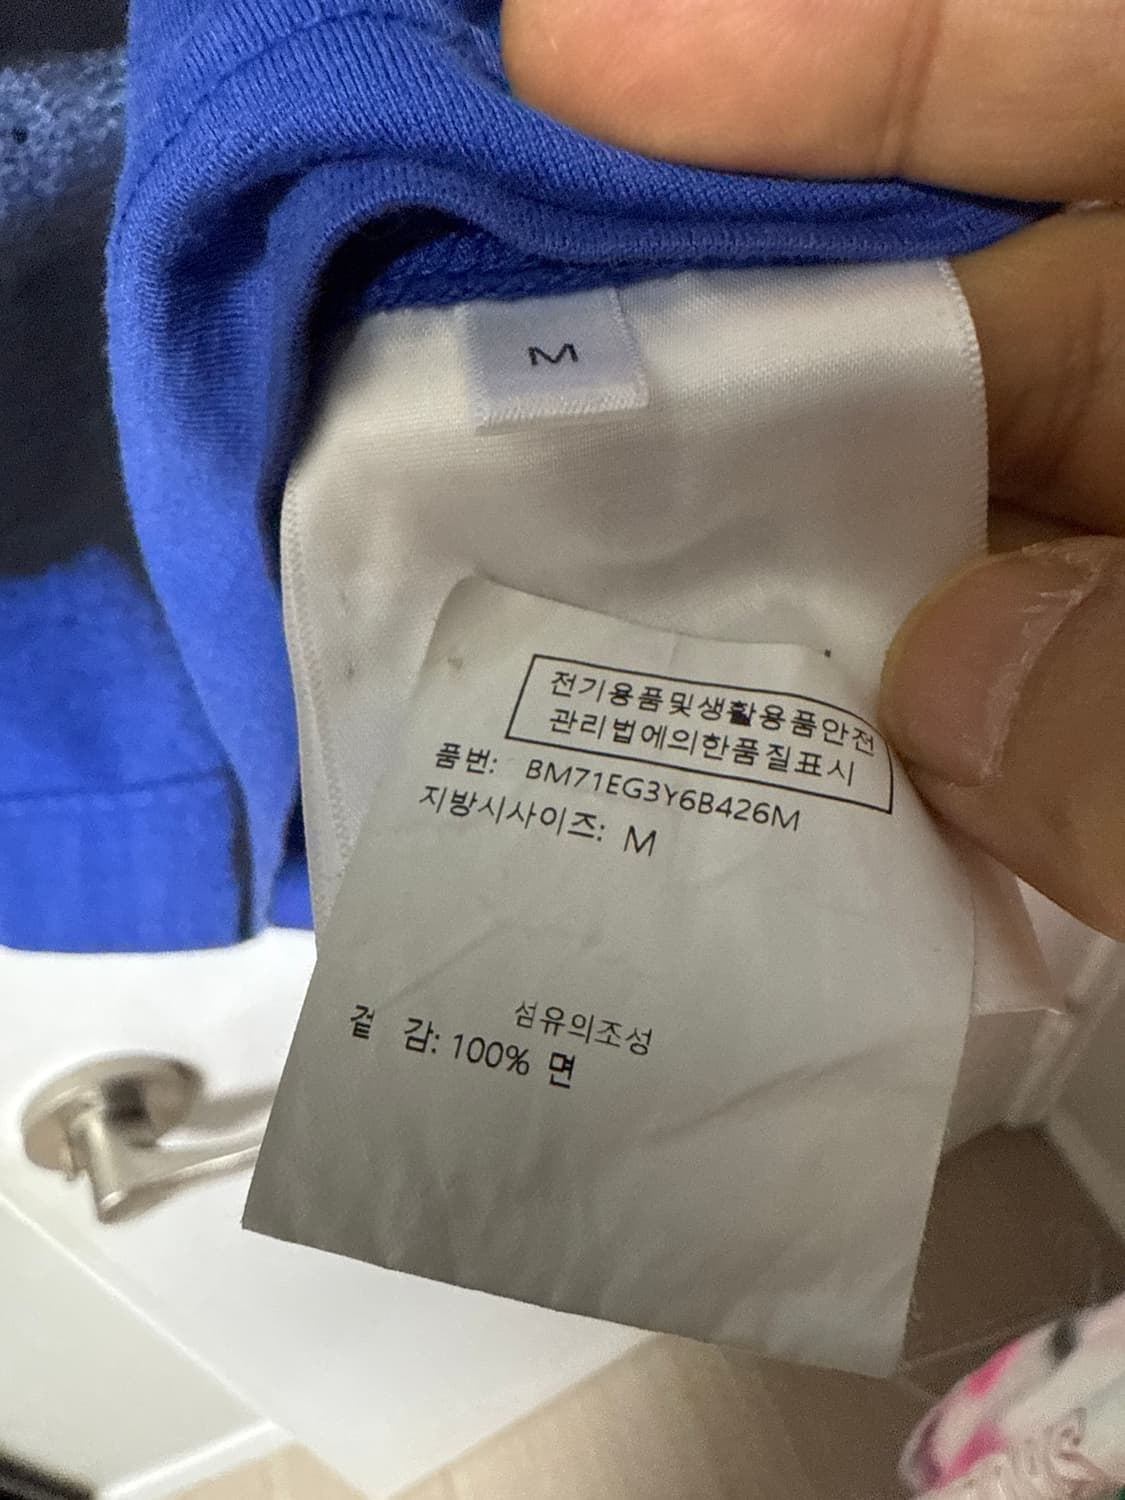 M
전기용품및생활용품안전
관리법에의한품질표시
품번: BM71EG3Y6B426M
지방시사이즈: M
섬유의조성
겉 감: 100% 면